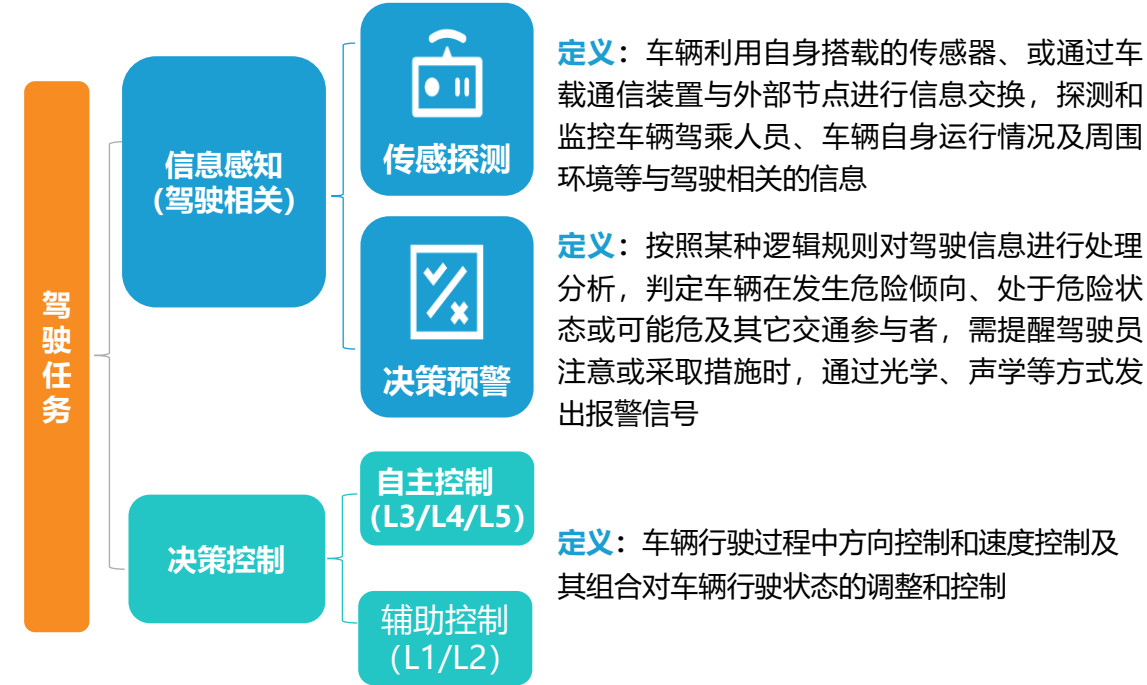 驾驶任务
信息感知
(驾驶相关)
传感探测
定义：车辆利用自身搭载的传感器、或通过车
载通信装置与外部节点进行信息交换，探测和
监控车辆驾乘人员、车辆自身运行情况及周围
环境等与驾驶相关的信息
决策预警
定义：按照某种逻辑规则对驾驶信息进行处理
分析，判定车辆在发生危险倾向、处于危险状
态或可能危及其它交通参与者，需提醒驾驶员
注意或采取措施时，通过光学、声学等方式发
出报警信号
决策控制
自主控制
(L3/L4/L5)
辅助控制
（L1/L2）
定义：车辆行驶过程中方向控制和速度控制及
其组合对车辆行驶状态的调整和控制